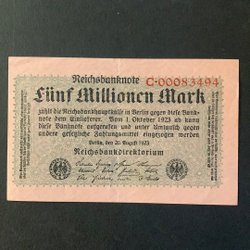 Reichsbanknote
C·00083494
Fünf Millionen Mark
zahlt die Reichsbankhauptkasse in Berlin gegen diese Bank-
note dem Einlieferer. Vom 1. Oktober 1923 ab kann
diese Banknote aufgerufen und unter Umtausch gegen
andere gesetzliche Zahlungsmittel eingezogen werden
Berlin, den 20. August 1923
Reichsbankdirektorium